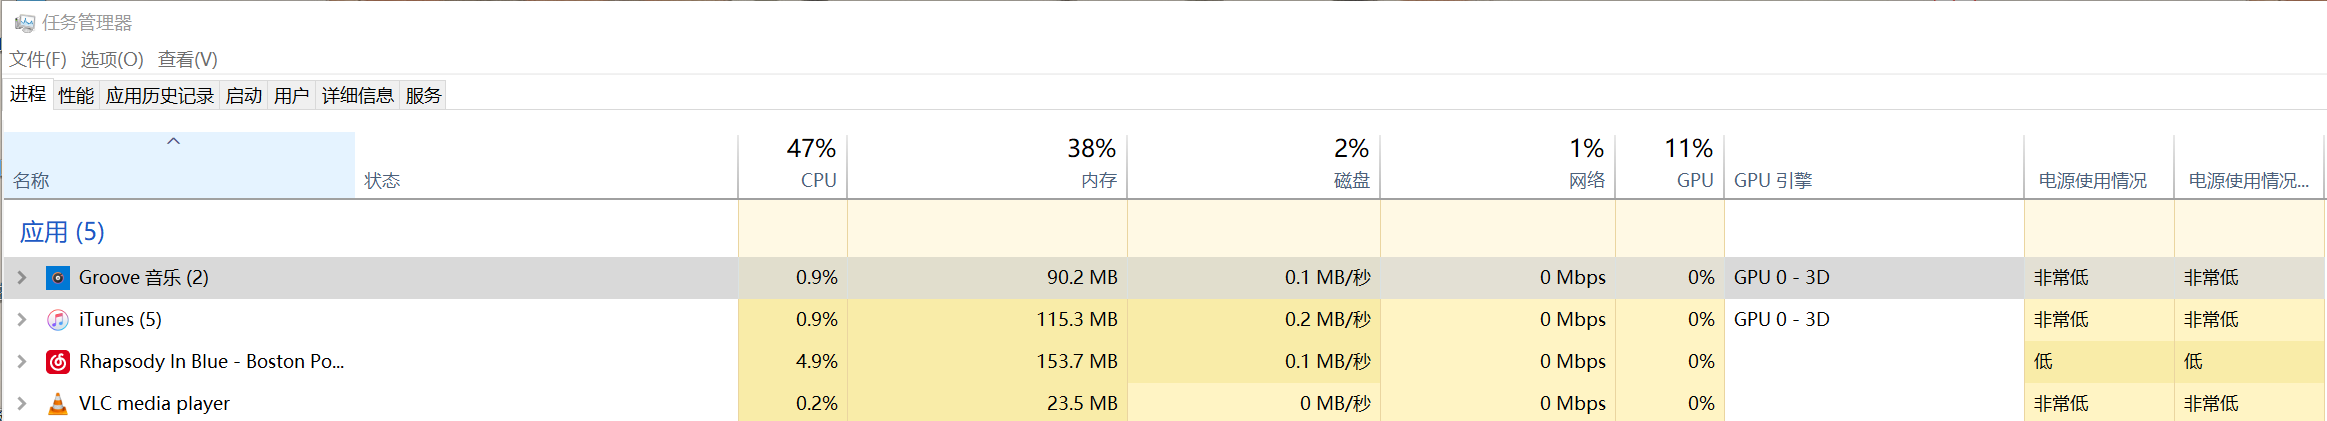 任务管理器
文件(F) 选项(O) 查看(V)
进程 性能 应用历史记录 启动 用户 详细信息 服务
47% 38% 2% 1% 11%
名称 状态 CPU 内存 磁盘 网络 GPU GPU 引擎 电源使用情况 电源使用情况...
应用 (5)
Groove 音乐 (2) 0.9% 90.2 MB 0.1 MB/秒 0 Mbps 0% GPU 0 - 3D 非常低 非常低
iTunes (5) 0.9% 115.3 MB 0.2 MB/秒 0 Mbps 0% GPU 0 - 3D 非常低 非常低
Rhapsody In Blue - Boston Po... 4.9% 153.7 MB 0.1 MB/秒 0 Mbps 0% 低 低
VLC media player 0.2% 23.5 MB 0 MB/秒 0 Mbps 0% 非常低 非常低